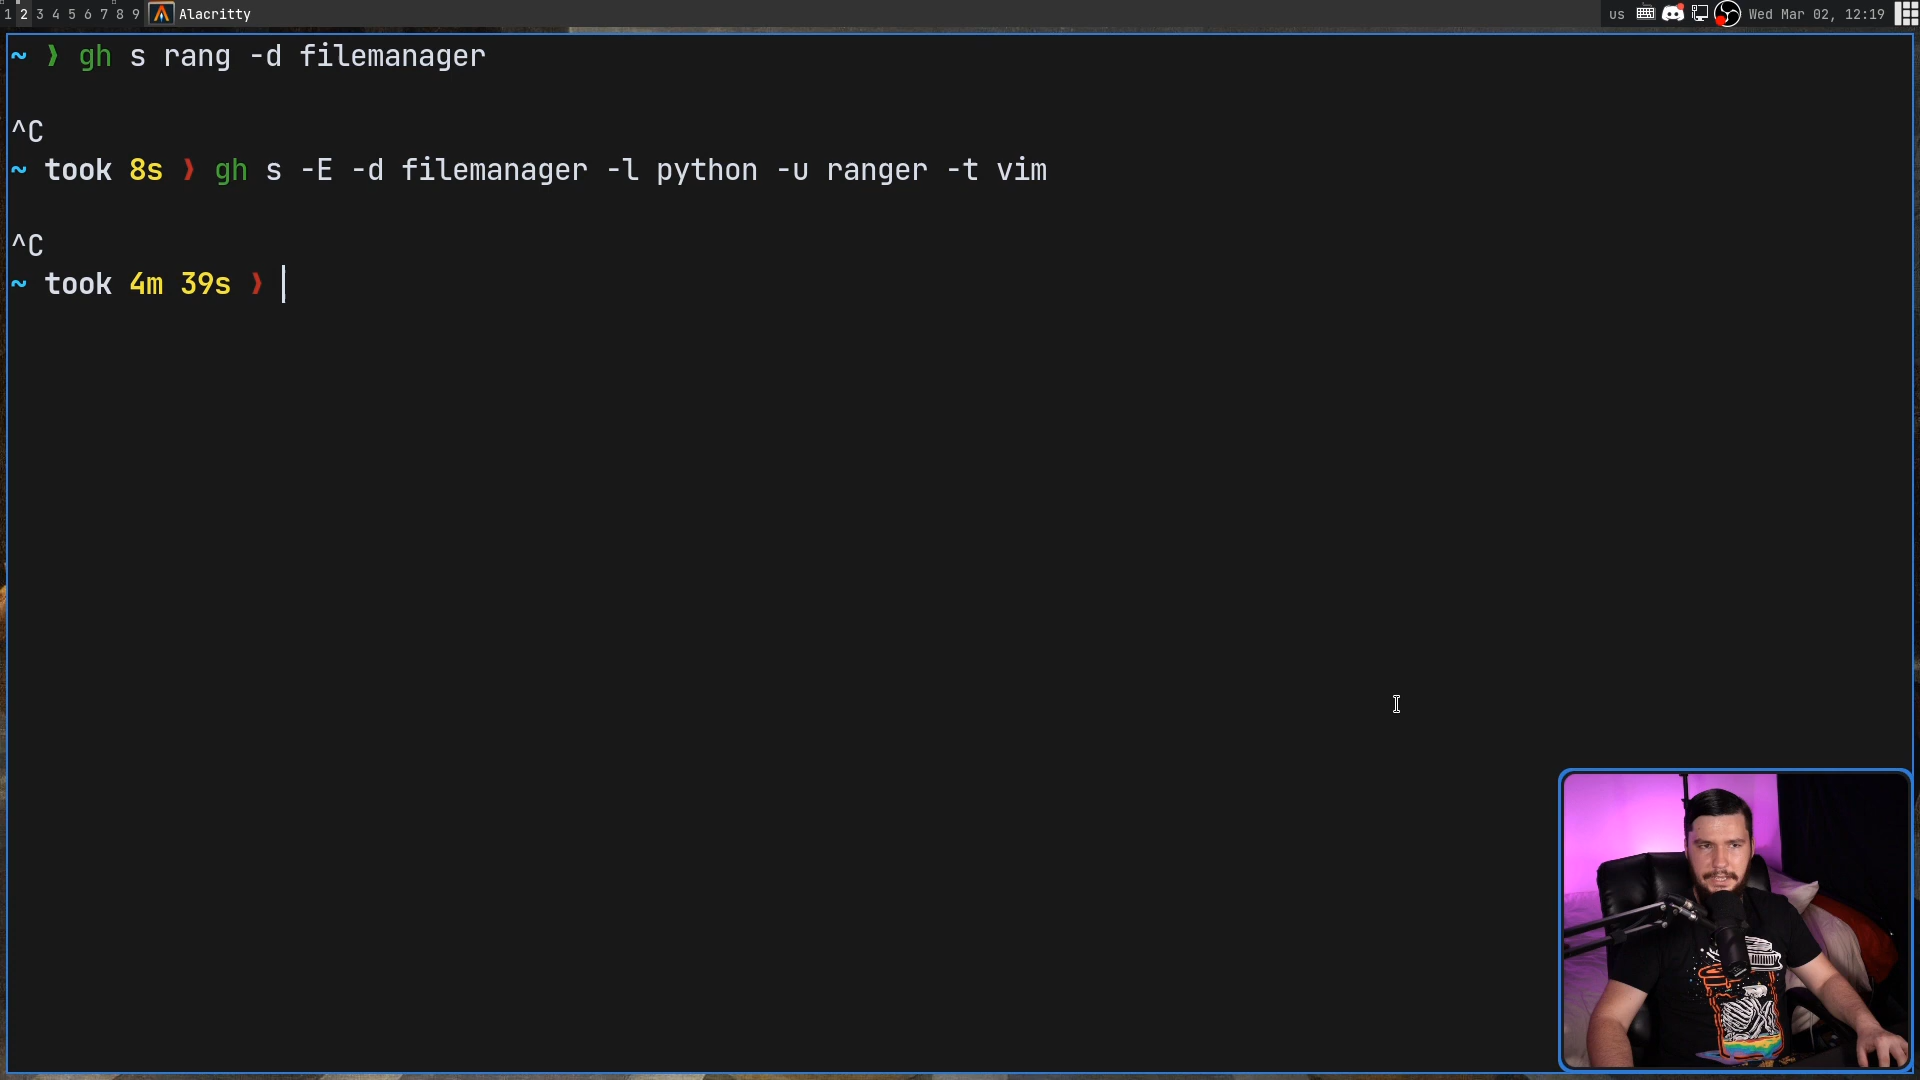 1 2 3 4 5 6 7 8 9 Alacritty us Wed Mar 02, 12:19
~ ❯ gh s rang -d filemanager
^C
~ took 8s ❯ gh s -E -d filemanager -l python -u ranger -t vim
^C
~ took 4m 39s ❯